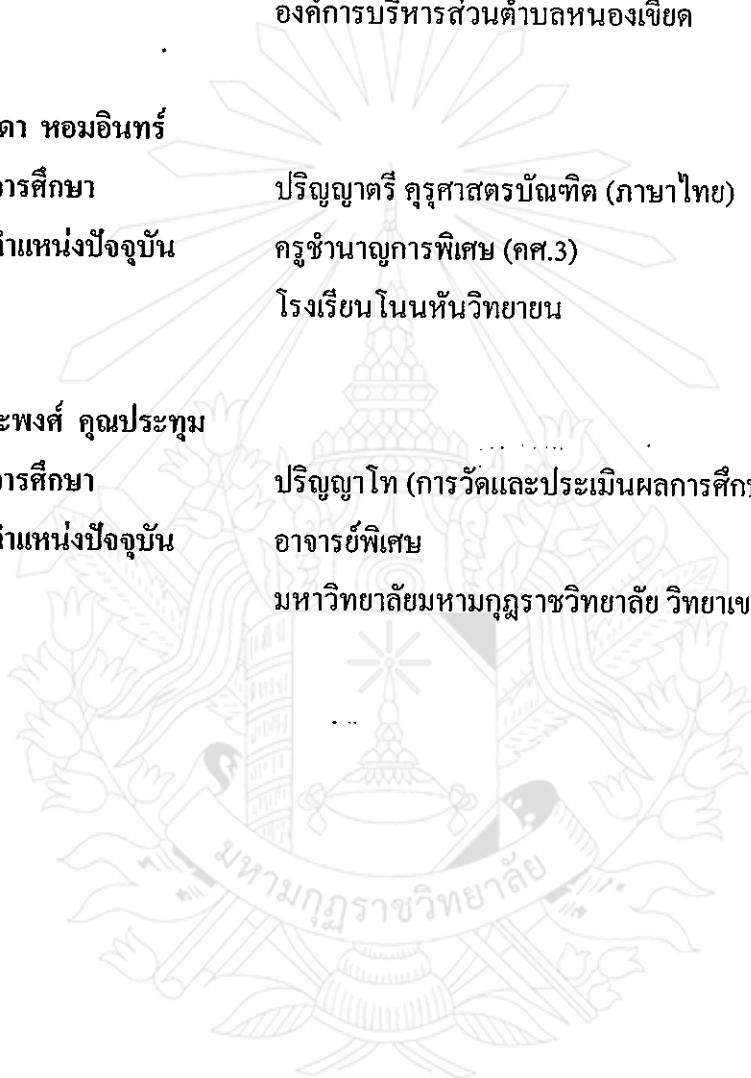 องค์การบริหารส่วนตำบลหนองเขียด
ดา หอมอินทร์
ารศึกษา ปริญญาตรี คุรุศาสตรบัณฑิต (ภาษาไทย)
ำแหน่งปัจจุบัน ครูชำนาญการพิเศษ (คศ.3)
โรงเรียนโนนหันวิทยายน
ะพงศ์ คุณประทุม
ารศึกษา ปริญญาโท (การวัดและประเมินผลการศึกษ
ำแหน่งปัจจุบัน อาจารย์พิเศษ
มหาวิทยาลัยมหามกุฎราชวิทยาลัย วิทยาเข
มหามกุฏราชวิทยาลัย